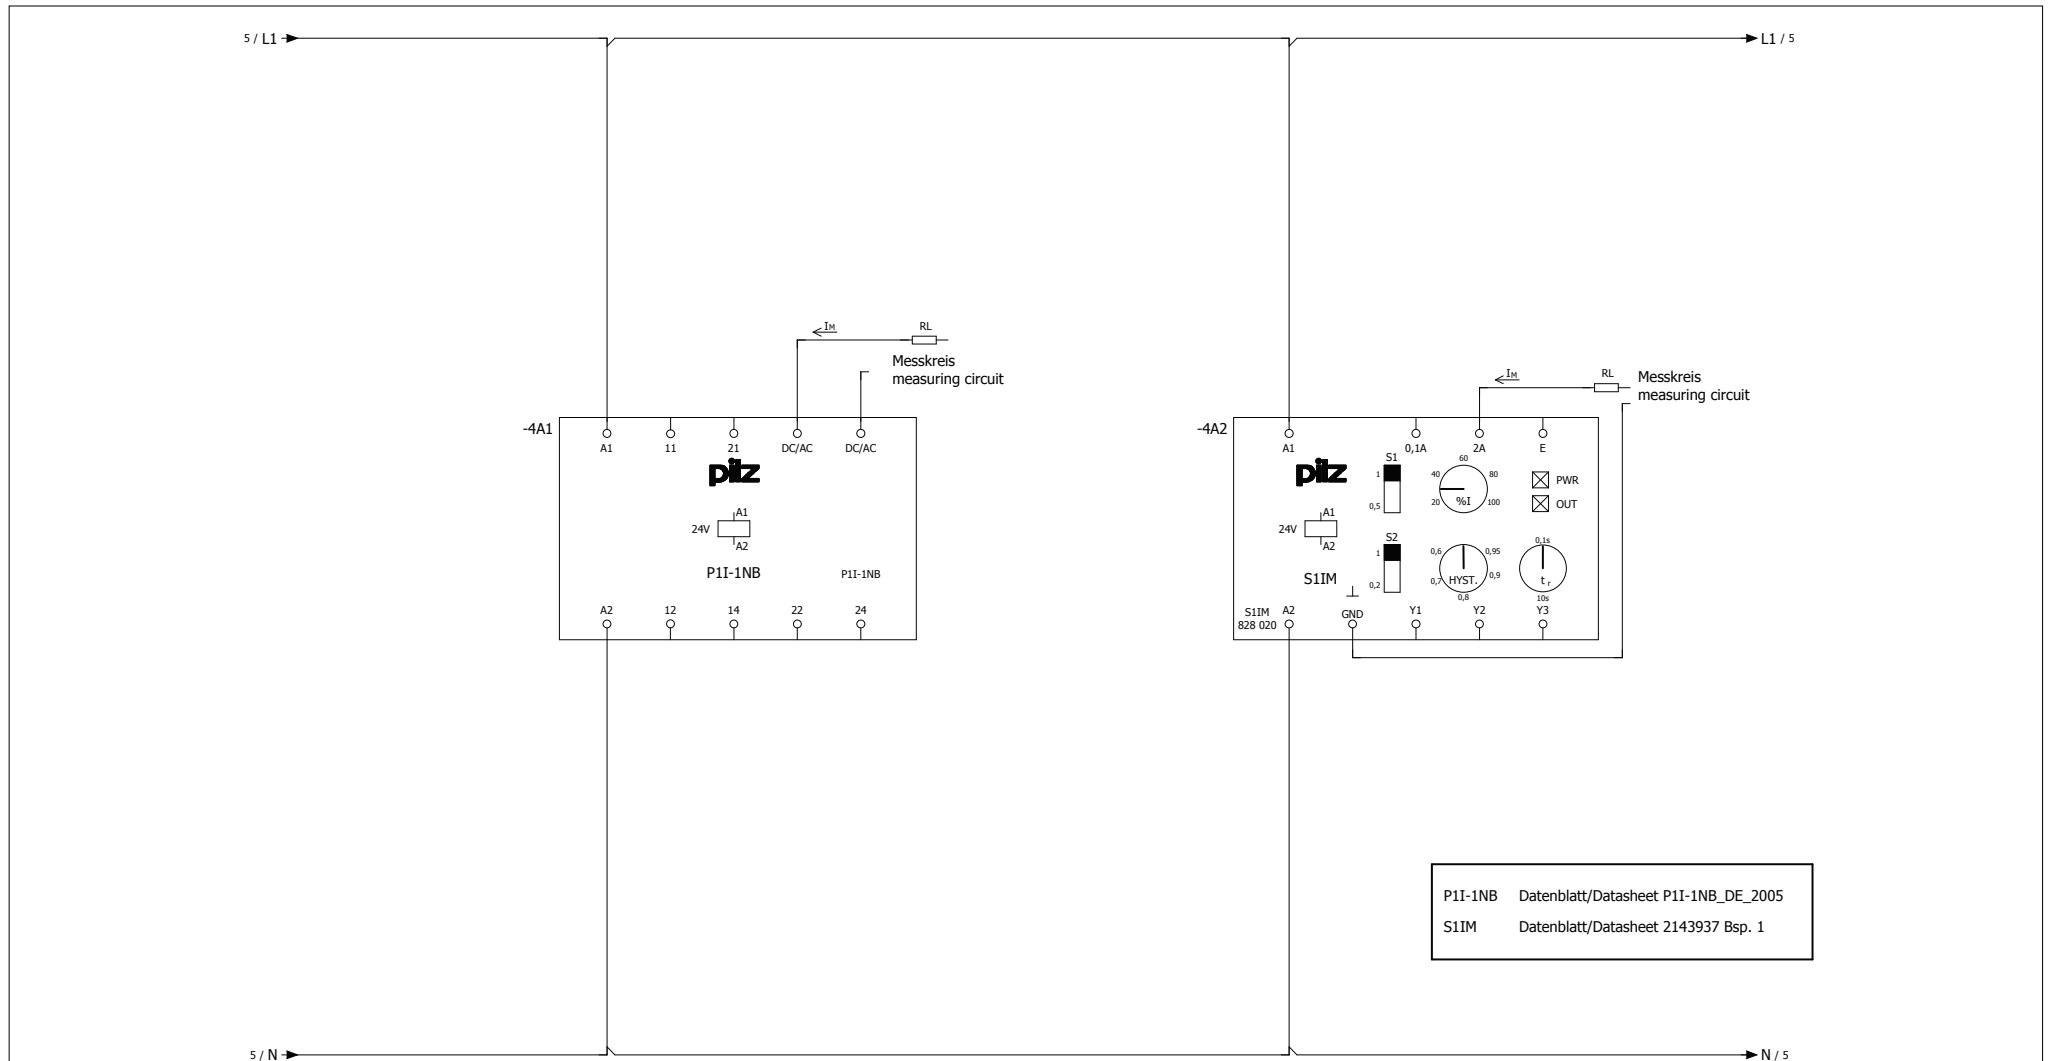 5 / L1
L1 / 5
IM
RL
Messkreis
measuring circuit
IM
RL
Messkreis
measuring circuit
-4A1
A1
11
21
DC/AC
DC/AC
pilz
A1
24V
A2
P1I-1NB
P1I-1NB
A2
12
14
22
24
-4A2
A1
0,1A
2A
E
pilz
S1
1
0,5
60
40
80
20
%I
100
PWR
OUT
A1
24V
A2
S1IM
S2
1
0,2
0,6
0,95
0,7
HYST.
0,9
0,8
0,1s
tr
10s
S1IM
828 020
A2
GND
Y1
Y2
Y3
P1I-1NB Datenblatt/Datasheet P1I-1NB_DE_2005
S1IM Datenblatt/Datasheet 2143937 Bsp. 1
5 / N
N / 5